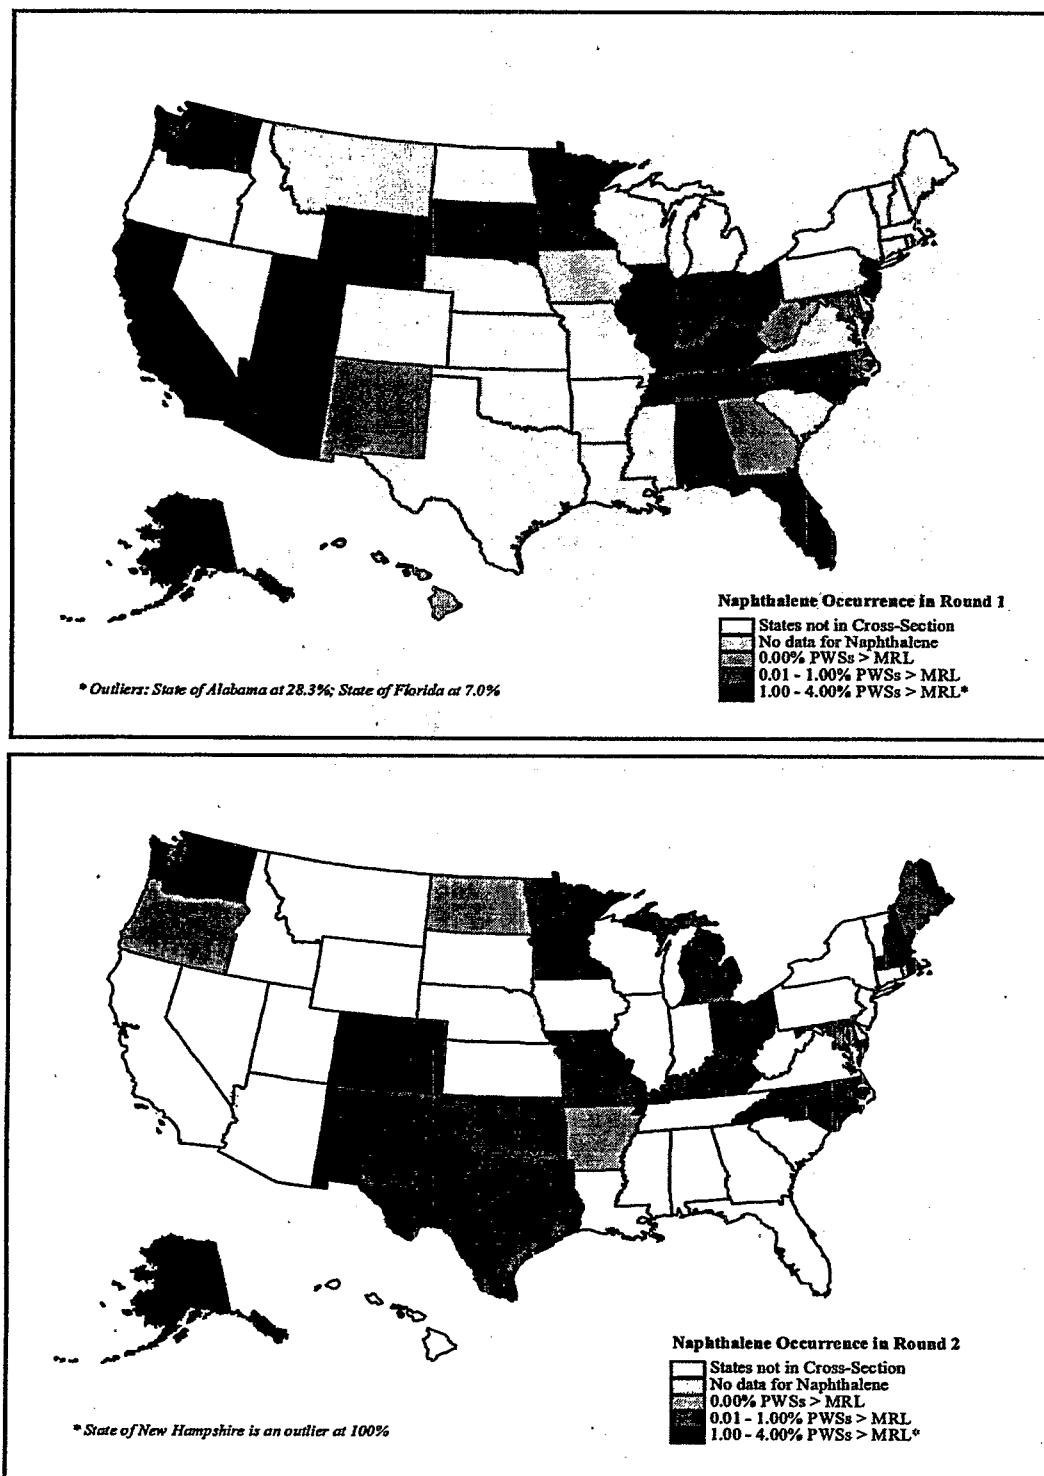 Naphthalene Occurrence in Round 1
States not in Cross-Section
No data for Naphthalene
0.00% PWSs > MRL
0.01 - 1.00% PWSs > MRL
1.00 - 4.00% PWSs > MRL*
* Outliers: State of Alabama at 28.3%; State of Florida at 7.0%
Naphthalene Occurrence in Round 2
States not in Cross-Section
No data for Naphthalene
0.00% PWSs > MRL
0.01 - 1.00% PWSs > MRL
1.00 - 4.00% PWSs > MRL*
* State of New Hampshire is an outlier at 100%